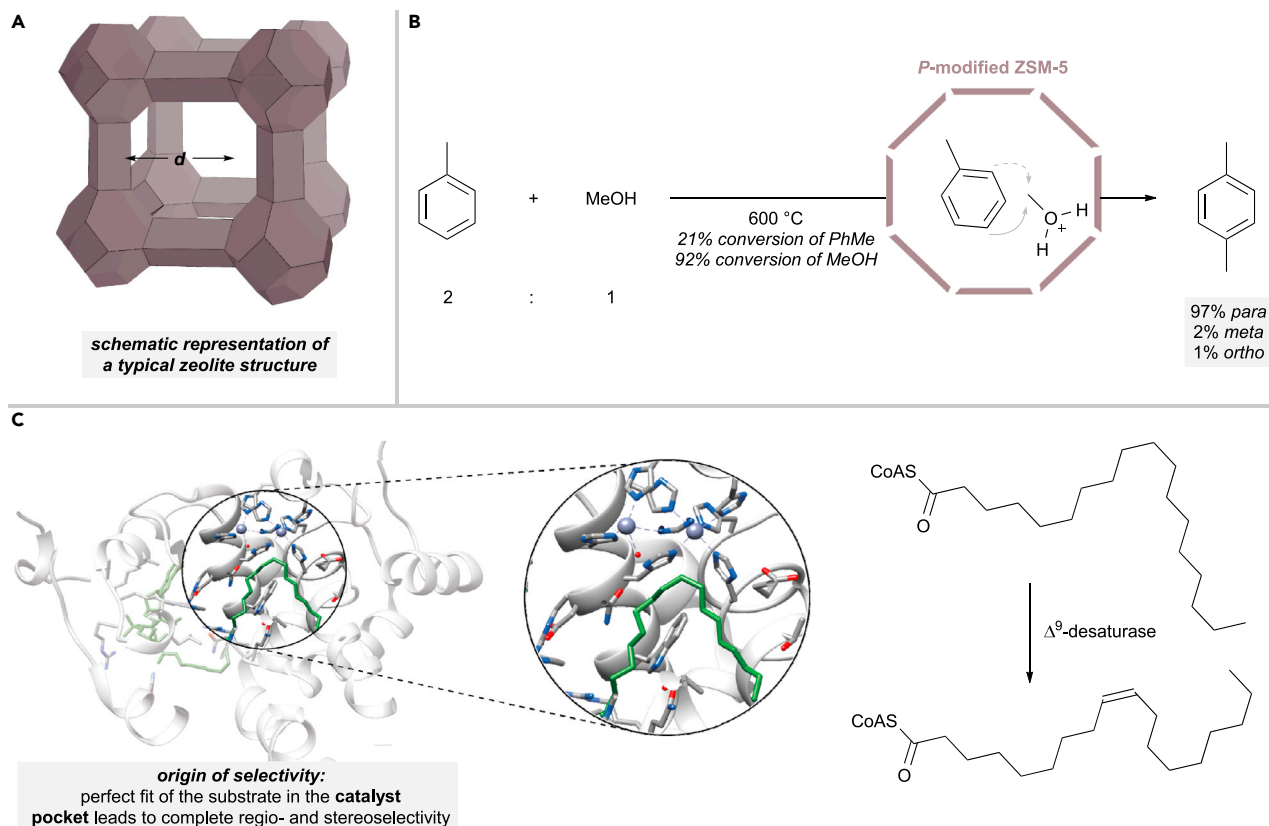 A
d
schematic representation of
a typical zeolite structure
B
P-modified ZSM-5
+
MeOH
600 °C
21% conversion of PhMe
92% conversion of MeOH
O
+
H
H
2
:
1
97% para
2% meta
1% ortho
C
CoAS
O
Δ9-desaturase
CoAS
O
origin of selectivity:
perfect fit of the substrate in the catalyst
pocket leads to complete regio- and stereoselectivity